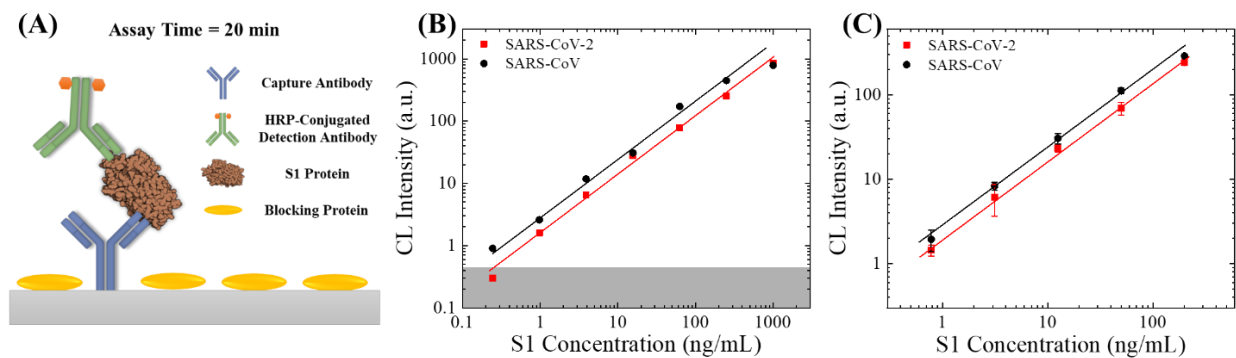 (A)
Assay Time = 20 min
Capture Antibody
HRP-Conjugated
Detection Antibody
S1 Protein
Blocking Protein
(B)
SARS-CoV-2
SARS-CoV
CL Intensity (a.u.)
1000
100
10
1
0.1
0.1 1 10 100 1000
S1 Concentration (ng/mL)
(C)
SARS-CoV-2
SARS-CoV
CL Intensity (a.u.)
100
10
1
1 10 100
S1 Concentration (ng/mL)